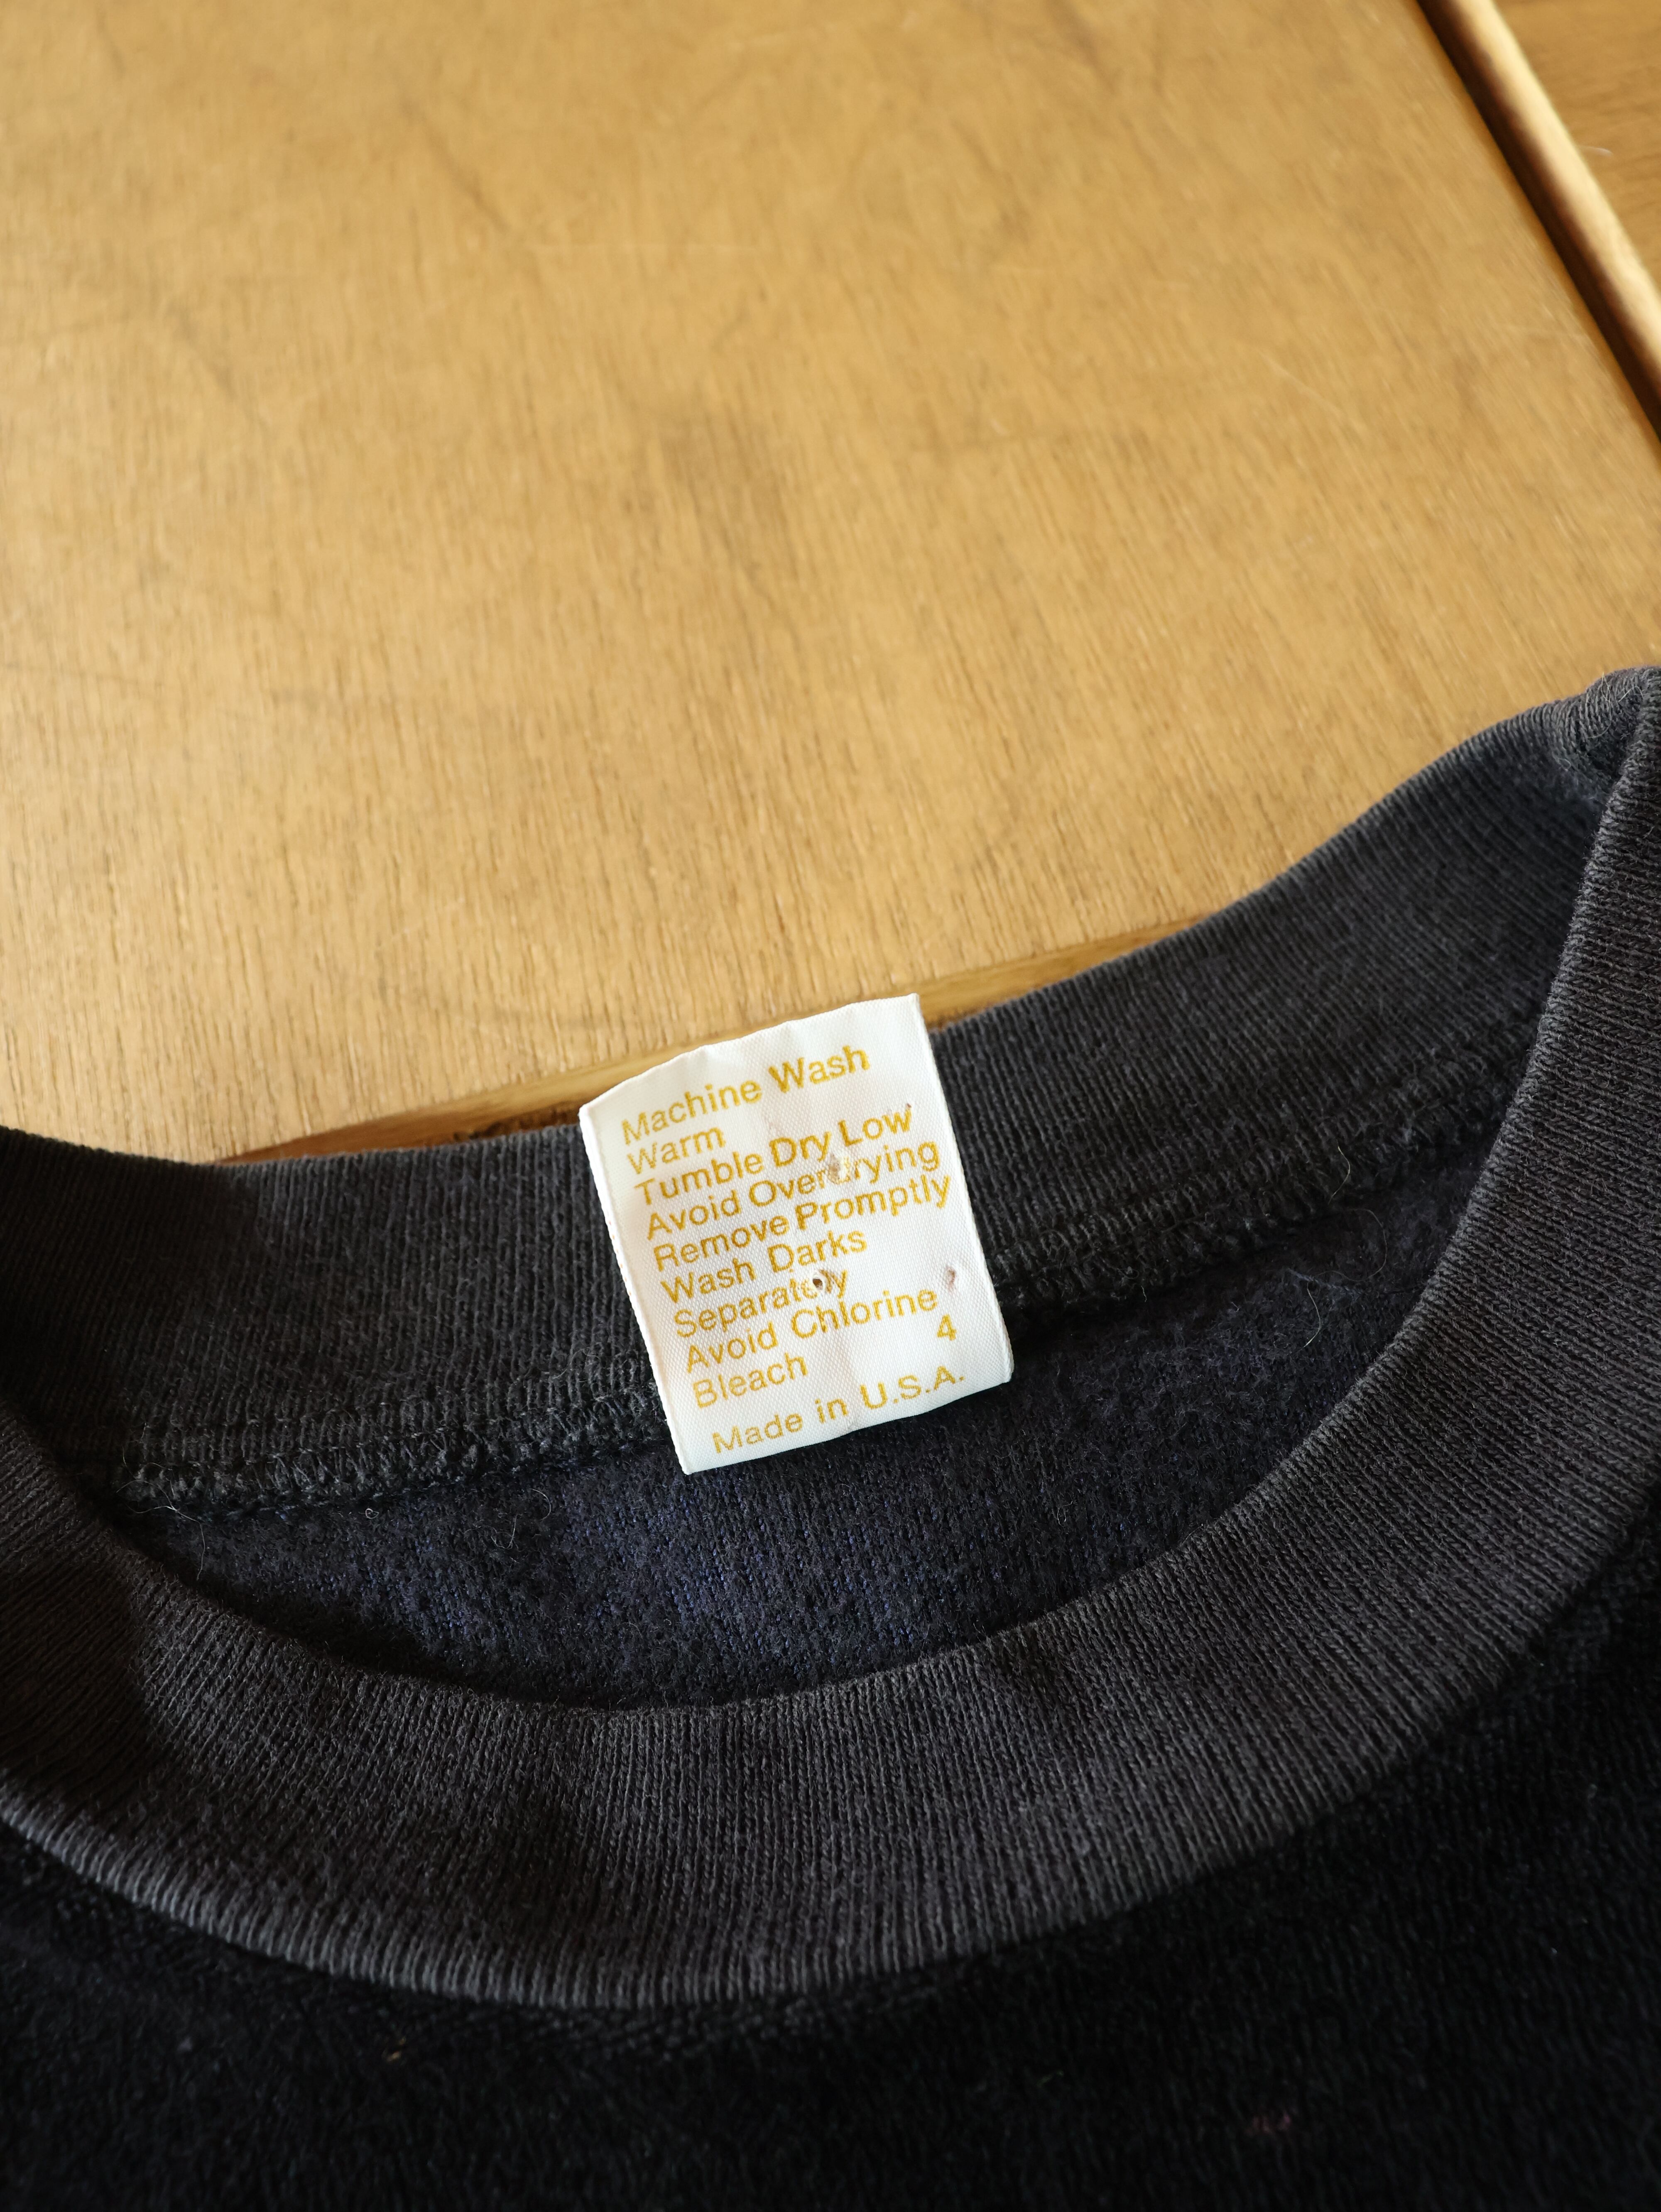 Machine Wash
Warm
Tumble Dry Low
Avoid Overdrying
Remove Promptly
Wash Darks
Separately
Avoid Chlorine
Bleach 4
Made in U.S.A.